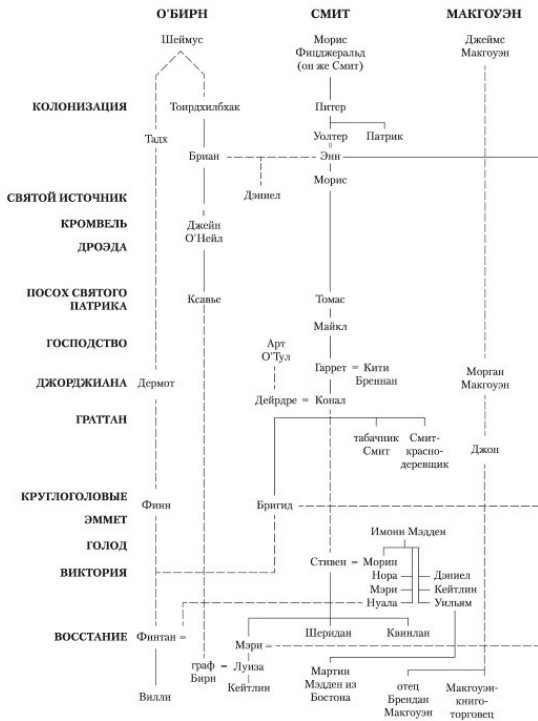 О'БИРН СМИТ МАКГОУЭН
Шеймус
Морис
Фицджеральд
(он же Смит)
Джеймс
Макгоуэн
КОЛОНИЗАЦИЯ
Тоирдхилбхак
Питер
Тадх
Уолтер
Патрик
Бриан
Энн
Морис
Дэниел
СВЯТОЙ ИСТОЧНИК
КРОМВЕЛЬ
Джейн
О'Нейл
ДРОЭДА
ПОСОХ СВЯТОГО
ПАТРИКА
Ксавье
Томас
Майкл
ГОСПОДСТВО
Арт
О'Тул
Гаррет = Кити
Бреннан
Морган
Макгоуэн
ДЖОРДЖИАНА
Дермот
Дейрдре = Конал
ГРАТТАН
табачник
Смит
Смит-
красно-
деревщик
Джон
КРУГЛОГОЛОВЫЕ
Финн
Бригид
ЭММЕТ
Имонн Мэдден
ГОЛОД
Стивен = Морин
ВИКТОРИЯ
Нора
Дэниел
Мэри
Кейтлин
Нуала
Уильям
ВОССТАНИЕ
Финтан =
Мэри =
Шеридан
Квинлан
граф = Луиза
Бирн
Кейтлин
Вилли
Мартин
Мэдден из
Бостона
отец
Брендан
Макгоуэн
Макгоуэн-
книго-
торговец